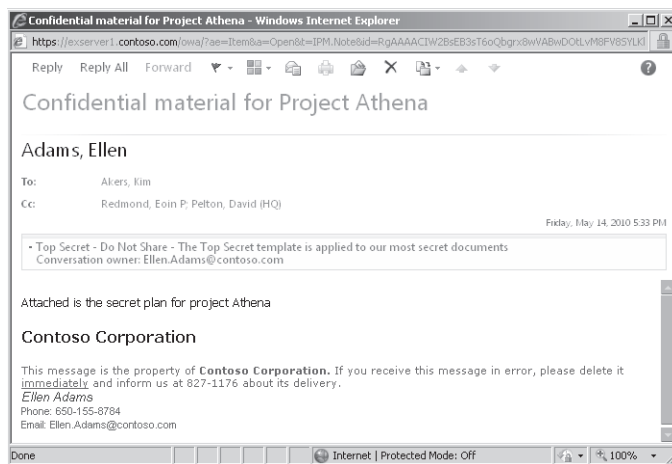 Confidential material for Project Athena - Windows Internet Explorer
https://exserver1.contoso.com/owa/?ae=Item&a=Open&t=IPM.Note&id=
Reply Reply All Forward
Confidential material for Project Athena
Adams, Ellen
To: Akers, Kim
Cc: Redmond, Eoin P; Pelton, David (HQ)
Friday, May 14, 2010 5:33 PM
- Top Secret - Do Not Share - The Top Secret template is applied to our most secret documents
Conversation owner: Ellen.Adams@contoso.com
Attached is the secret plan for project Athena
Contoso Corporation
This message is the property of Contoso Corporation. If you receive this message in error, please delete it
immediately and inform us at 827-1176 about its delivery.
Ellen Adams
Phone: 650-155-8784
Email: Ellen.Adams@contoso.com
Done Internet | Protected Mode: Off 100%